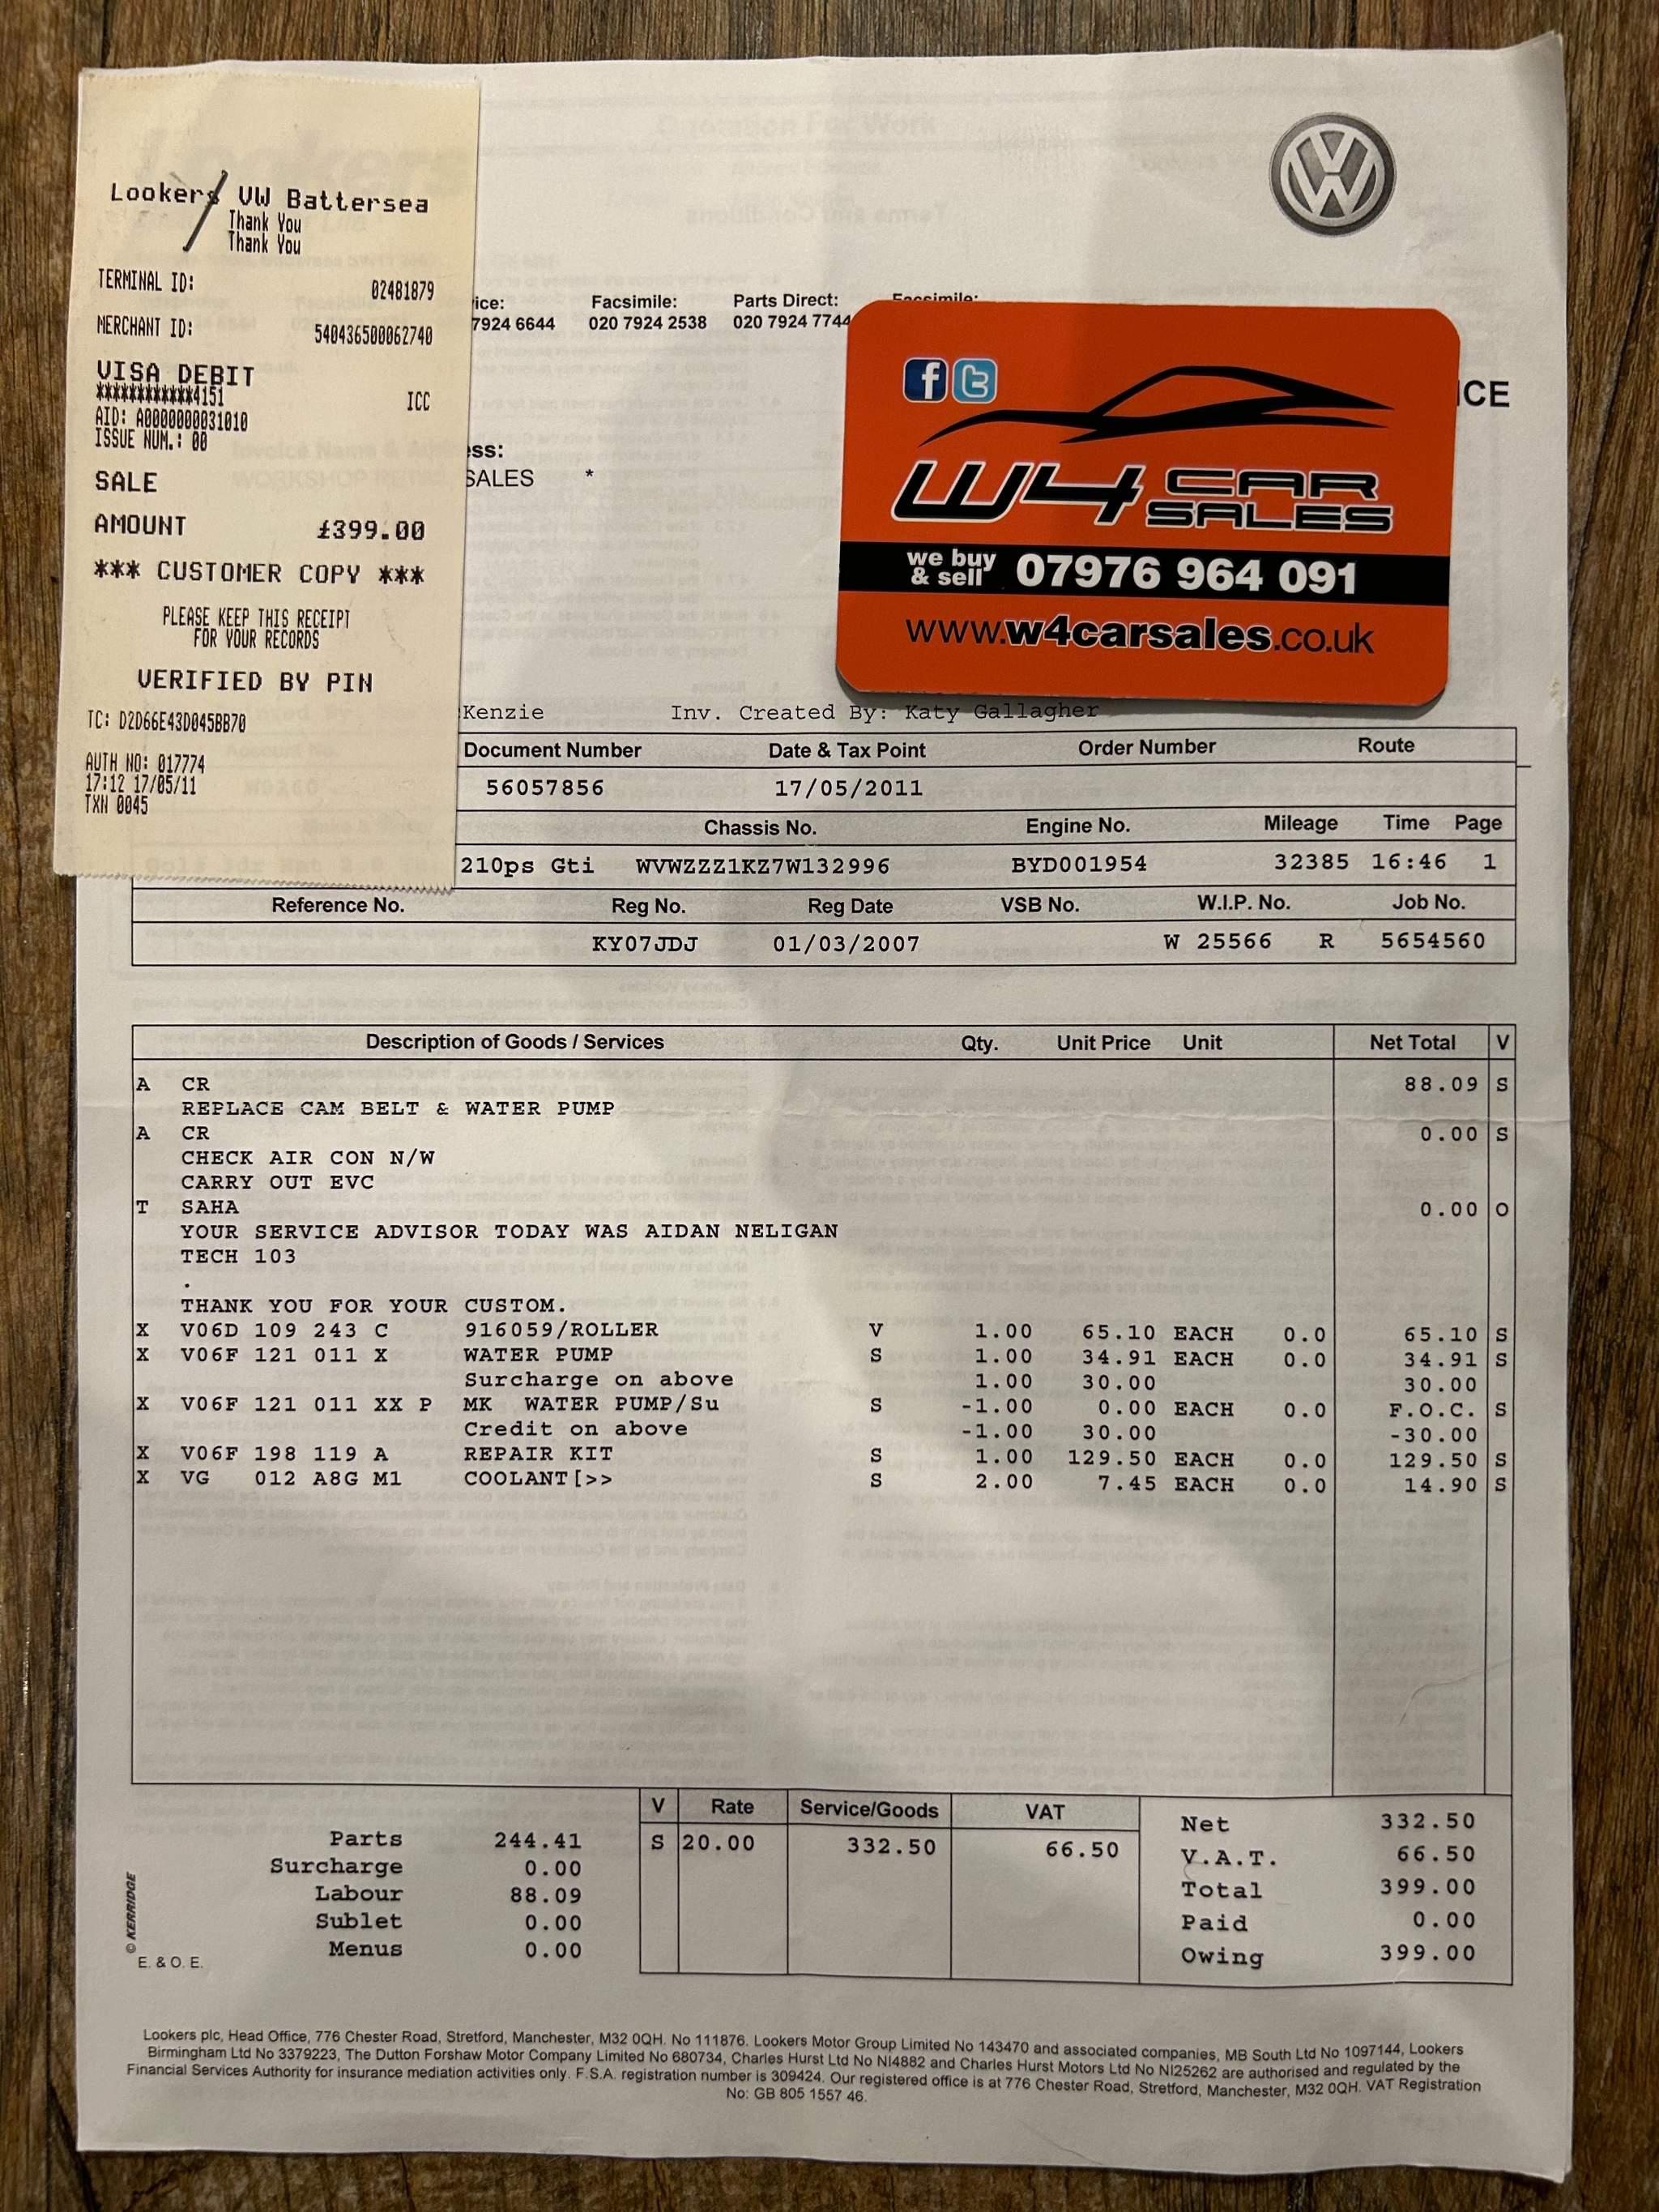 Lookers VW Battersea
Thank You
Thank You
TERMINAL ID: 02481879
MERCHANT ID: 540436500062740
VISA DEBIT
************4151 ICC
AID: A0000000031010
ISSUE NUM.: 00
SALE
AMOUNT £399.00
*** CUSTOMER COPY ***
PLEASE KEEP THIS RECEIPT
FOR YOUR RECORDS
VERIFIED BY PIN
TC: D2D66E43D045BB70
AUTH NO: 017774
17:12 17/05/11
TXN 0045
ice: Facsimile: Parts Direct: Facsimile:
7924 6644 020 7924 2538 020 7924 7744
ICE
ess:
SALES *
W4 CAR SALES
we buy & sell 07976 964 091
www.w4carsales.co.uk
Kenzie Inv. Created By: Katy Gallagher
Document Number Date & Tax Point Order Number Route
56057856 17/05/2011
Chassis No. Engine No. Mileage Time Page
210ps Gti WVWZZZ1KZ7W132996 BYD001954 32385 16:46 1
Reference No. Reg No. Reg Date VSB No. W.I.P. No. Job No.
KY07JDJ 01/03/2007 W 25566 R 5654560
Description of Goods / Services Qty. Unit Price Unit Net Total V
A CR 88.09 S
REPLACE CAM BELT & WATER PUMP
A CR 0.00 S
CHECK AIR CON N/W
CARRY OUT EVC
T SAHA 0.00 O
YOUR SERVICE ADVISOR TODAY WAS AIDAN NELIGAN
TECH 103
.
THANK YOU FOR YOUR CUSTOM.
X V06D 109 243 C 916059/ROLLER V 1.00 65.10 EACH 0.0 65.10 S
X V06F 121 011 X WATER PUMP S 1.00 34.91 EACH 0.0 34.91 S
Surcharge on above 1.00 30.00 30.00
X V06F 121 011 XX P MK WATER PUMP/Su S -1.00 0.00 EACH 0.0 F.O.C. S
Credit on above -1.00 30.00 -30.00
X V06F 198 119 A REPAIR KIT S 1.00 129.50 EACH 0.0 129.50 S
X VG 012 A8G M1 COOLANT[>> S 2.00 7.45 EACH 0.0 14.90 S
V Rate Service/Goods VAT
S 20.00 332.50 66.50
Parts 244.41
Surcharge 0.00
Labour 88.09
Sublet 0.00
Menus 0.00
Net 332.50
V.A.T. 66.50
Total 399.00
Paid 0.00
Owing 399.00
© KERRIDGE
E. & O. E.
Lookers plc, Head Office, 776 Chester Road, Stretford, Manchester, M32 0QH. No 111876. Lookers Motor Group Limited No 143470 and associated companies, MB South Ltd No 1097144, Lookers
Birmingham Ltd No 3379223, The Dutton Forshaw Motor Company Limited No 680734, Charles Hurst Ltd No NI4882 and Charles Hurst Motors Ltd No NI25262 are authorised and regulated by the
Financial Services Authority for insurance mediation activities only. F.S.A. registration number is 309424. Our registered office is at 776 Chester Road, Stretford, Manchester, M32 0QH. VAT Registration
No: GB 805 1557 46.